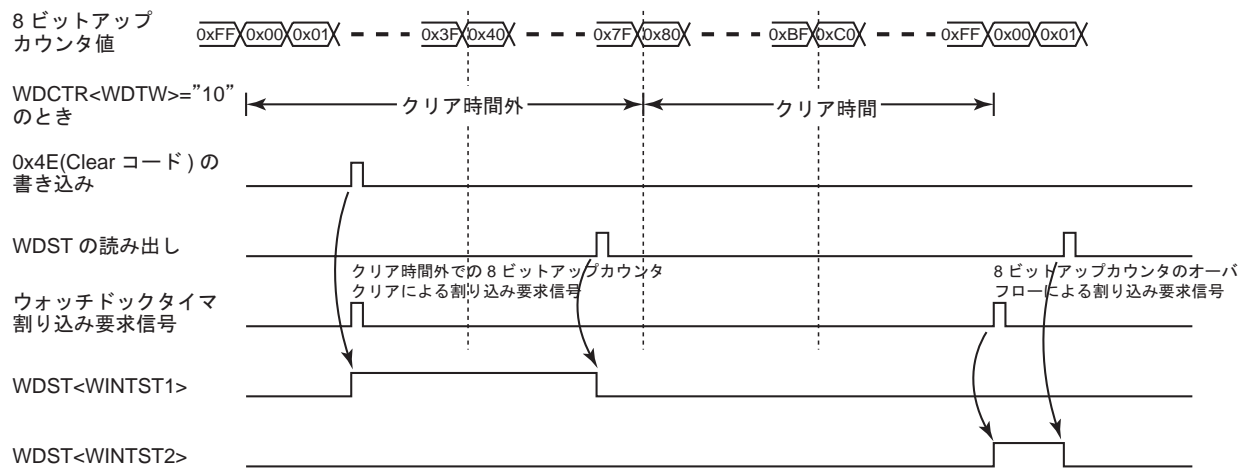 8 ビットアップ
カウンタ値
0xFF 0x00 0x01 0x3F 0x40 0x7F 0x80 0xBF 0xC0 0xFF 0x00 0x01
WDCTR<WDTW>="10"
のとき
クリア時間外
クリア時間
0x4E(Clear コード ) の
書き込み
WDST の読み出し
クリア時間外での 8 ビットアップカウンタ
クリアによる割り込み要求信号
8 ビットアップカウンタのオーバ
フローによる割り込み要求信号
ウォッチドックタイマ
割り込み要求信号
WDST<WINTST1>
WDST<WINTST2>